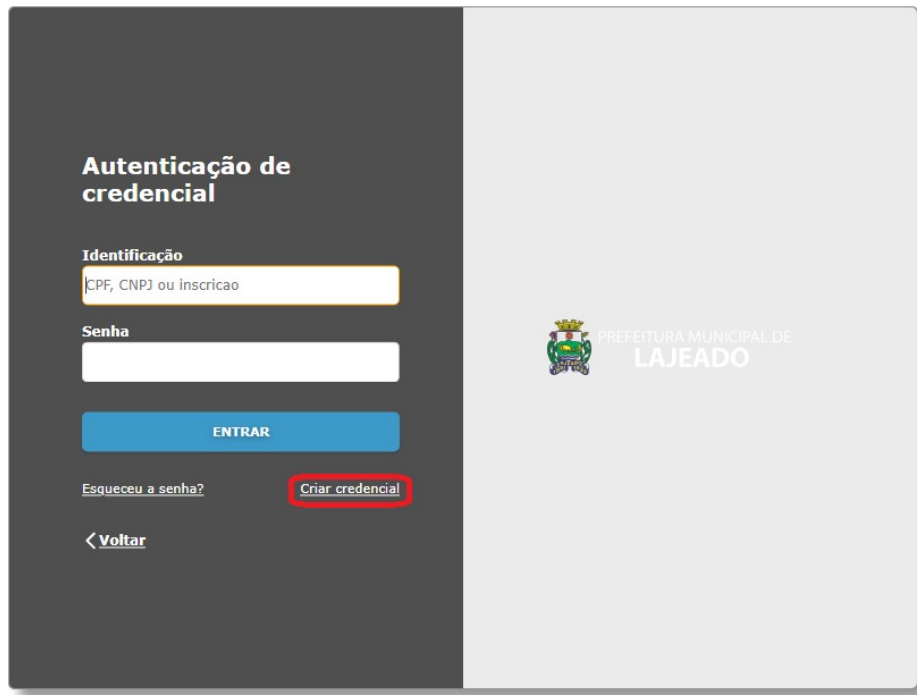 Autenticação de
credencial
Identificação
CPF, CNPJ ou inscricao
Senha
ENTRAR
Esqueceu a senha?
Criar credencial
Voltar
PREFEITURA MUNICIPAL DE
LAJEADO